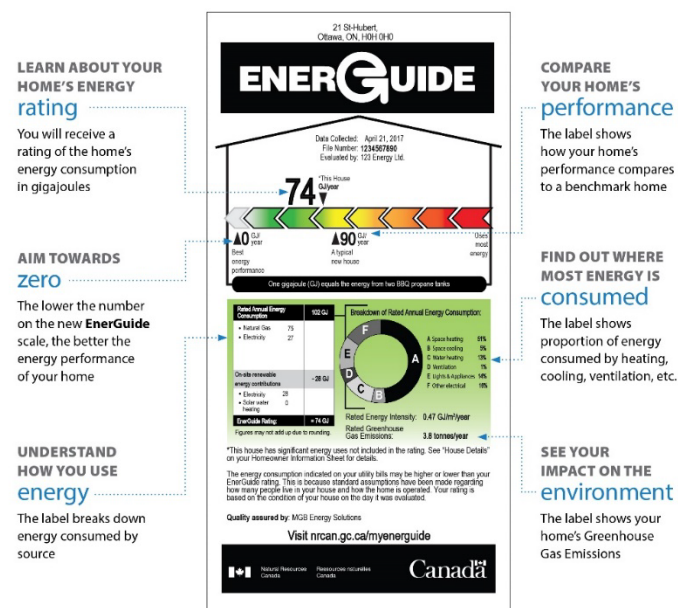 21 St-Hubert,
Ottawa, ON, H0H 0H0
ENERGUIDE
LEARN ABOUT YOUR
HOME'S ENERGY
rating
You will receive a
rating of the home's
energy consumption
in gigajoules
AIM TOWARDS
zero
The lower the number
on the new EnerGuide
scale, the better the
energy performance
of your home
UNDERSTAND
HOW YOU USE
energy
The label breaks down
energy consumed by
source
Data Collected: April 21, 2017
File Number: 1234567890
Evaluated by: 123 Energy Ltd.
74
*This House
GJ/year
0 GJ/
year
Best
energy
performance
90 GJ/
year
A typical
new house
Uses
most
energy
One gigajoule (GJ) equals the energy from two BBQ propane tanks
Rated Annual Energy
Consumption 102 GJ
• Natural Gas 75
• Electricity 27
On-site renewable
energy contributions - 28 GJ
• Electricity 28
• Solar water 0
heating
EnerGuide Rating: = 74 GJ
Figures may not add up due to rounding.
Breakdown of Rated Annual Energy Consumption:
F
E
D
C
B
A
A Space heating 51%
B Space cooling 5%
C Water heating 13%
D Ventilation 1%
E Lights & Appliances 14%
F Other electrical 16%
Rated Energy Intensity: 0.47 GJ/m²/year
Rated Greenhouse
Gas Emissions: 3.8 tonnes/year
*This house has significant energy uses not included in the rating. See "House Details"
on your Homeowner Information Sheet for details.
The energy consumption indicated on your utility bills may be higher or lower than your
EnerGuide rating. This is because standard assumptions have been made regarding
how many people live in your house and how the home is operated. Your rating is
based on the condition of your house on the day it was evaluated.
Quality assured by: MGB Energy Solutions
Visit nrcan.gc.ca/myenerguide
Natural Resources
Canada
Ressources naturelles
Canada
Canada
COMPARE
YOUR HOME'S
performance
The label shows
how your home's
performance compares
to a benchmark home
FIND OUT WHERE
MOST ENERGY IS
consumed
The label shows
proportion of energy
consumed by heating,
cooling, ventilation, etc.
SEE YOUR
IMPACT ON THE
environment
The label shows your
home's Greenhouse
Gas Emissions